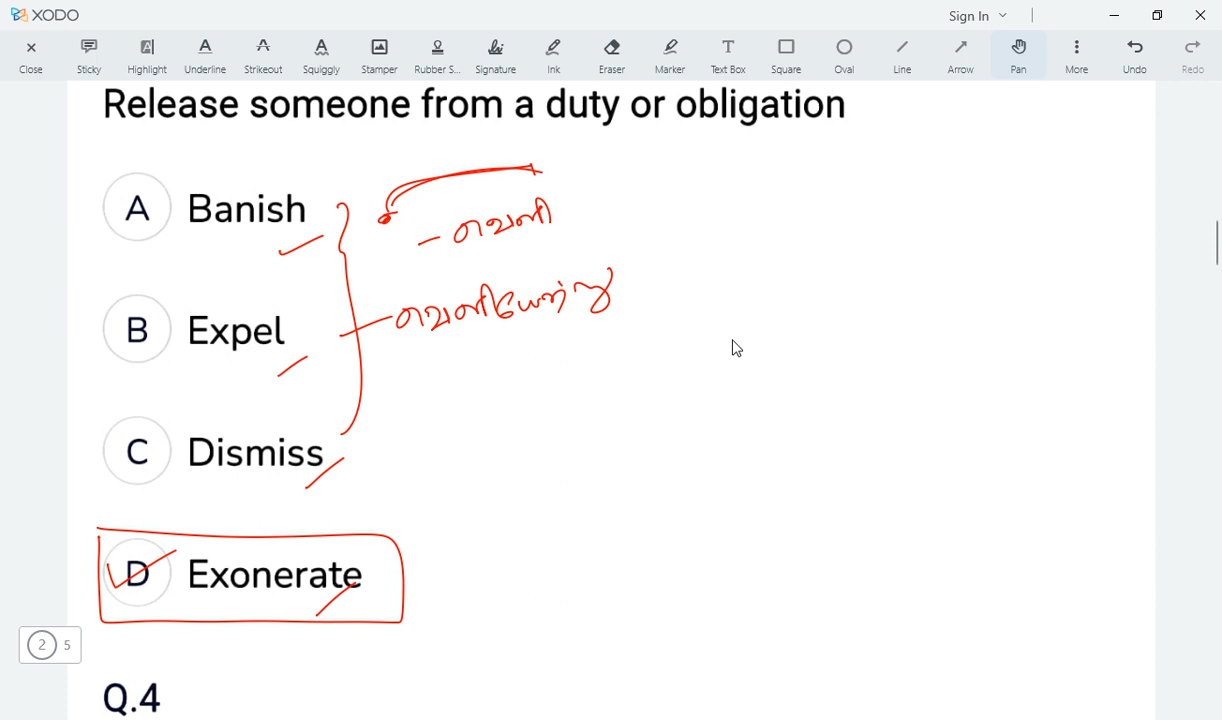 XODO
Sign In
Close Sticky Highlight Underline Strikeout Squiggly Stamper Rubber S... Signature Ink Eraser Marker Text Box Square Oval Line Arrow Pan More Undo Redo
Release someone from a duty or obligation
A Banish
B Expel
C Dismiss
D Exonerate
2 5
Q.4